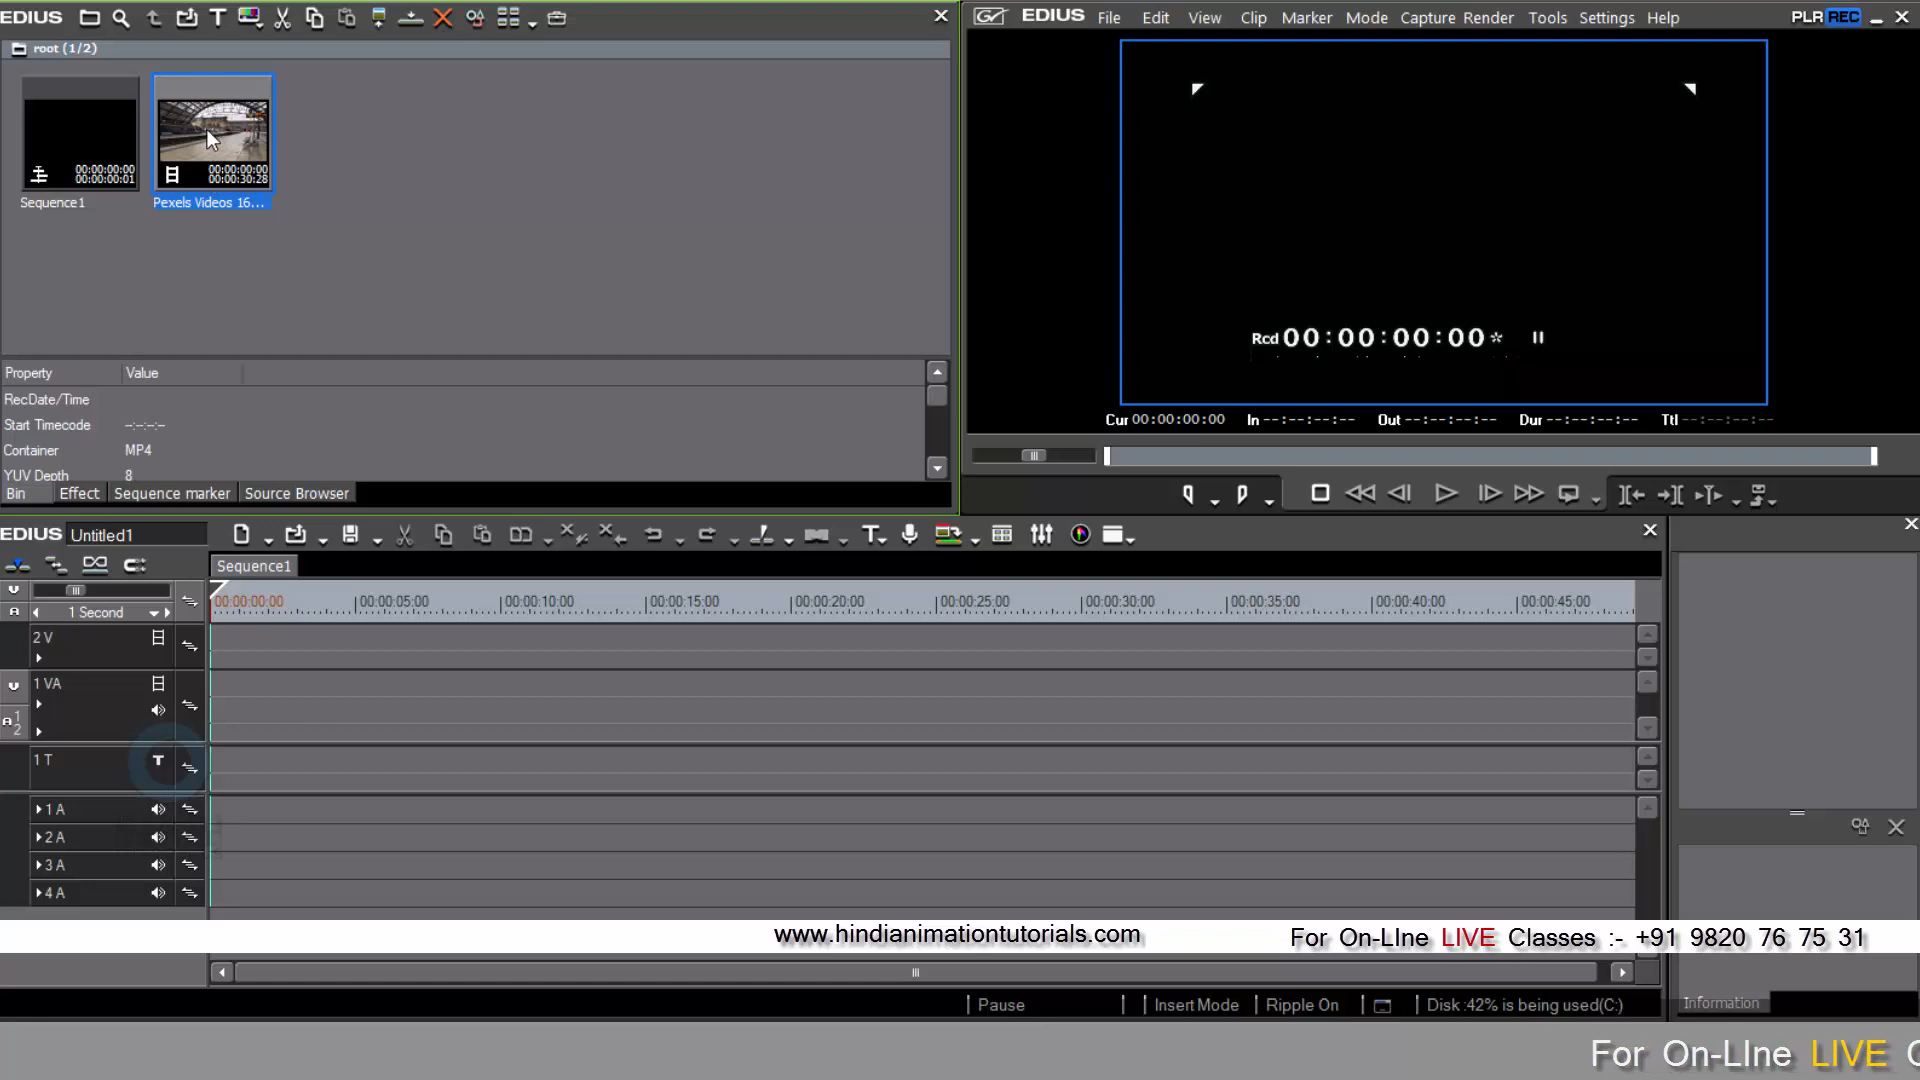 EDIUS
root (1/2)
00:00:00:00
00:00:00:01
Sequence1
00:00:00:00
00:00:30:28
Pexels Videos 16...
Property Value
RecDate/Time
Start Timecode --:--:--:--
Container MP4
YUV Depth 8
Bin Effect Sequence marker Source Browser
EDIUS File Edit View Clip Marker Mode Capture Render Tools Settings Help PLR REC
Rcd 00:00:00:00 *
Cur 00:00:00:00 In --:--:--:-- Out --:--:--:-- Dur --:--:--:-- Ttl --:--:--:--
EDIUS Untitled1
Sequence1
1 Second
00:00:00:00 00:00:05:00 00:00:10:00 00:00:15:00 00:00:20:00 00:00:25:00 00:00:30:00 00:00:35:00 00:00:40:00 00:00:45:00
2 V
1 VA
A 1
2
1 T T
1 A
2 A
3 A
4 A
www.hindianimationtutorials.com For On-LIne LIVE Classes :- +91 9820 76 75 31
Pause Insert Mode Ripple On Disk :42% is being used(C:) Information
For On-LIne LIVE C